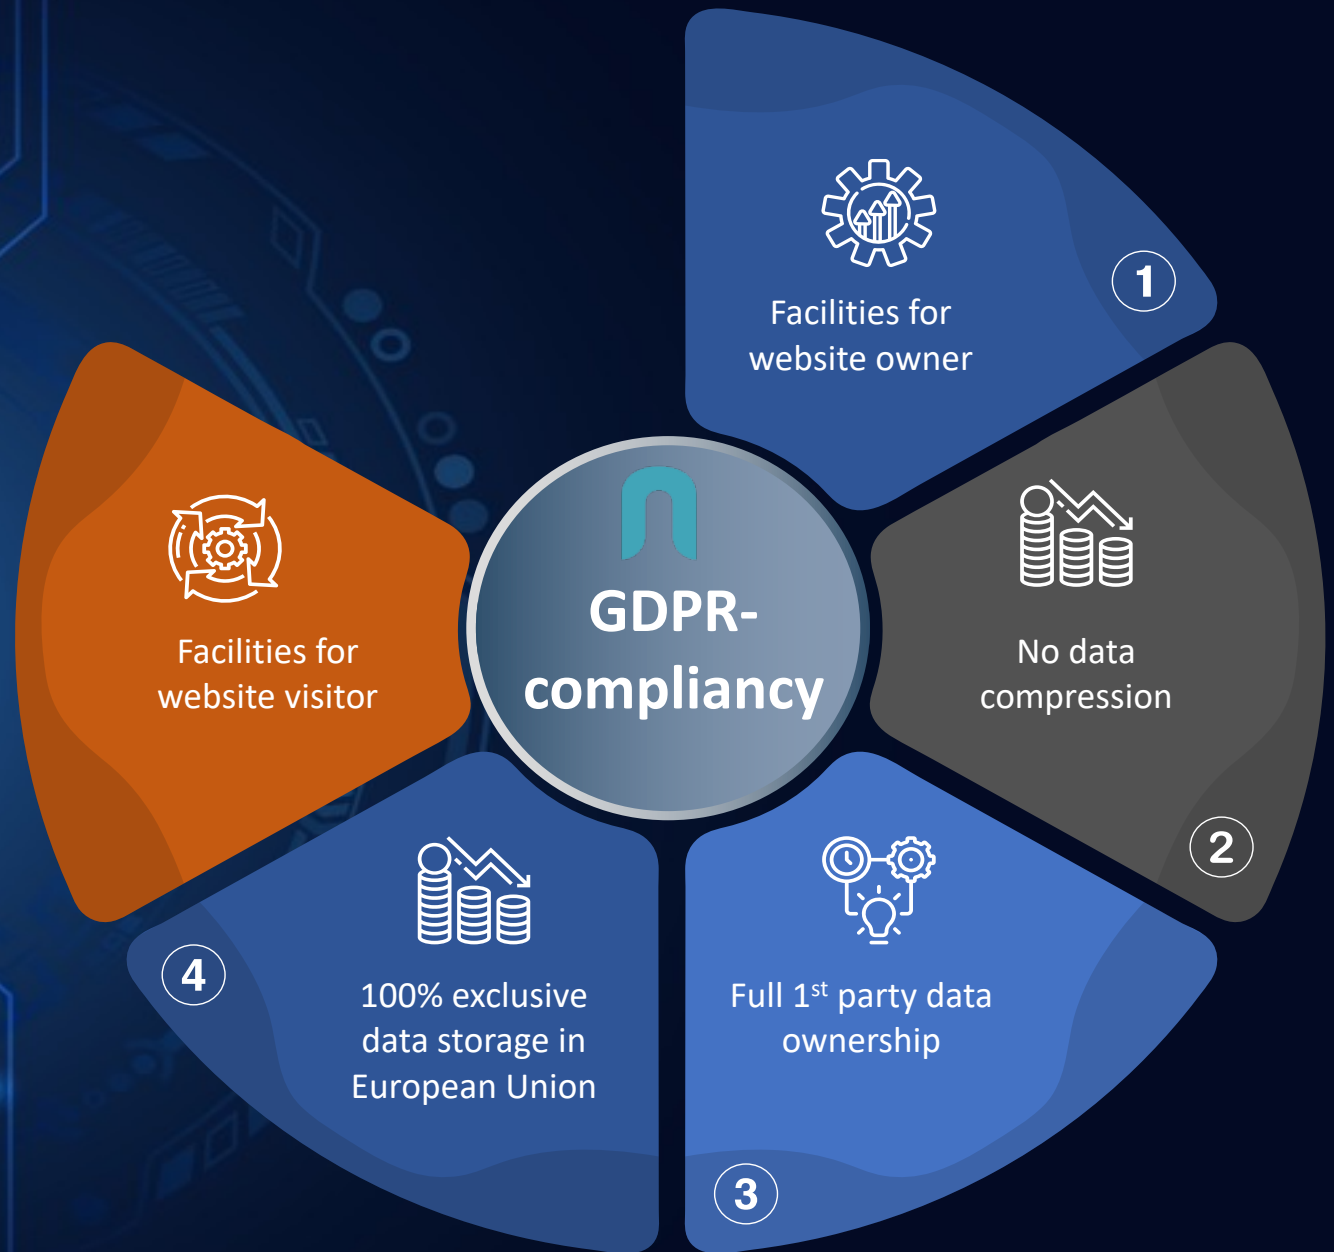 GDPR-
compliancy
1
Facilities for
website owner
2
No data
compression
3
Full 1st party data
ownership
4
100% exclusive
data storage in
European Union
Facilities for
website visitor